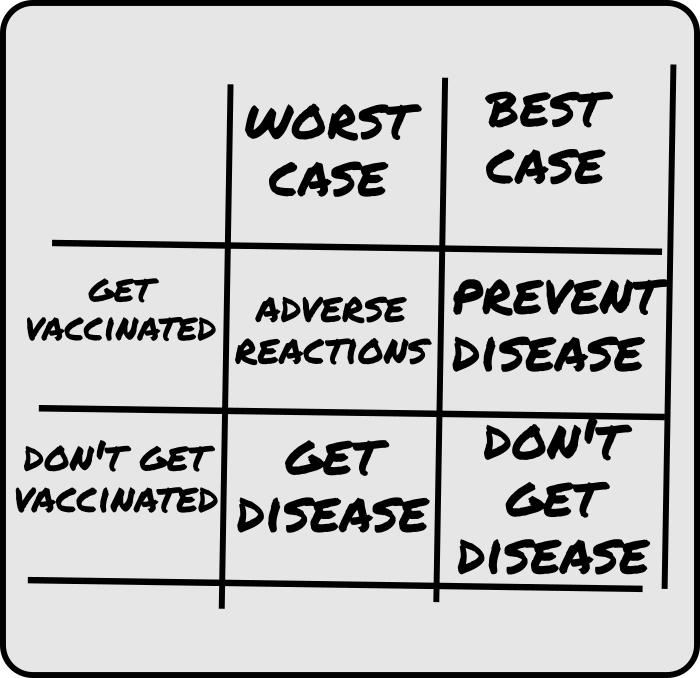 WORST
CASE
BEST
CASE
GET
VACCINATED
ADVERSE
REACTIONS
PREVENT
DISEASE
DON'T GET
VACCINATED
GET
DISEASE
DON'T
GET
DISEASE